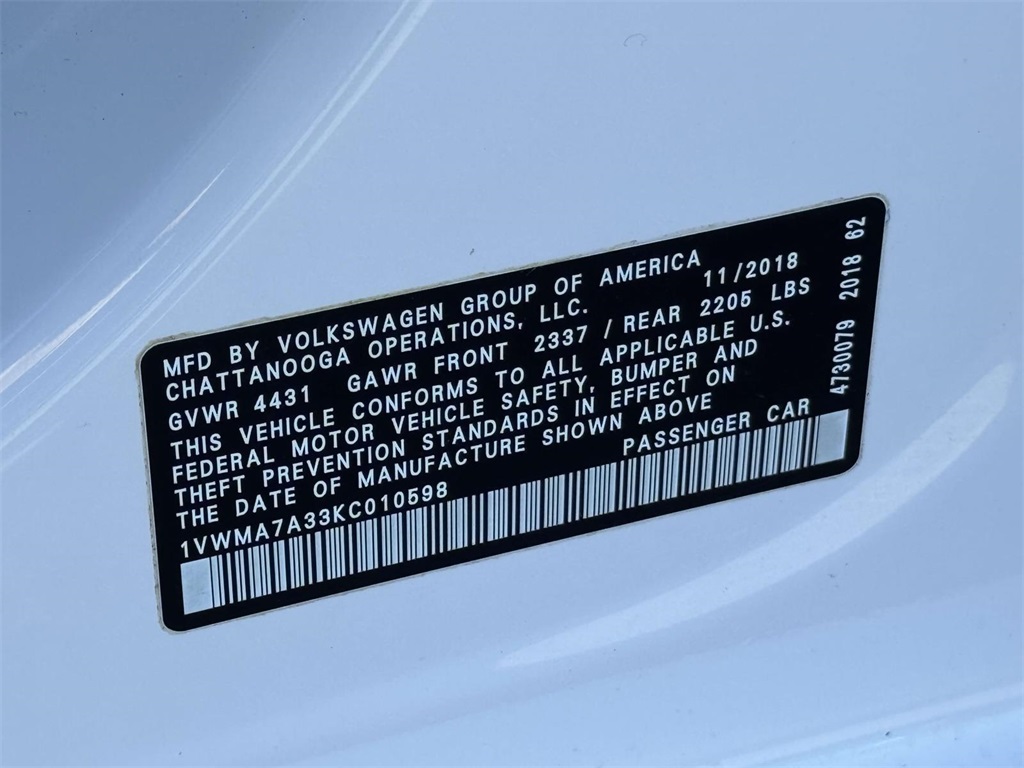 MFD BY VOLKSWAGEN GROUP OF AMERICA 11/2018
CHATTANOOGA OPERATIONS, LLC.
GVWR 4431 GAWR FRONT 2337 / REAR 2205 LBS
THIS VEHICLE CONFORMS TO ALL APPLICABLE U.S.
FEDERAL MOTOR VEHICLE SAFETY, BUMPER AND
THEFT PREVENTION STANDARDS IN EFFECT ON
THE DATE OF MANUFACTURE SHOWN ABOVE
1VWMA7A33KC010598 PASSENGER CAR
4730079 2018 62